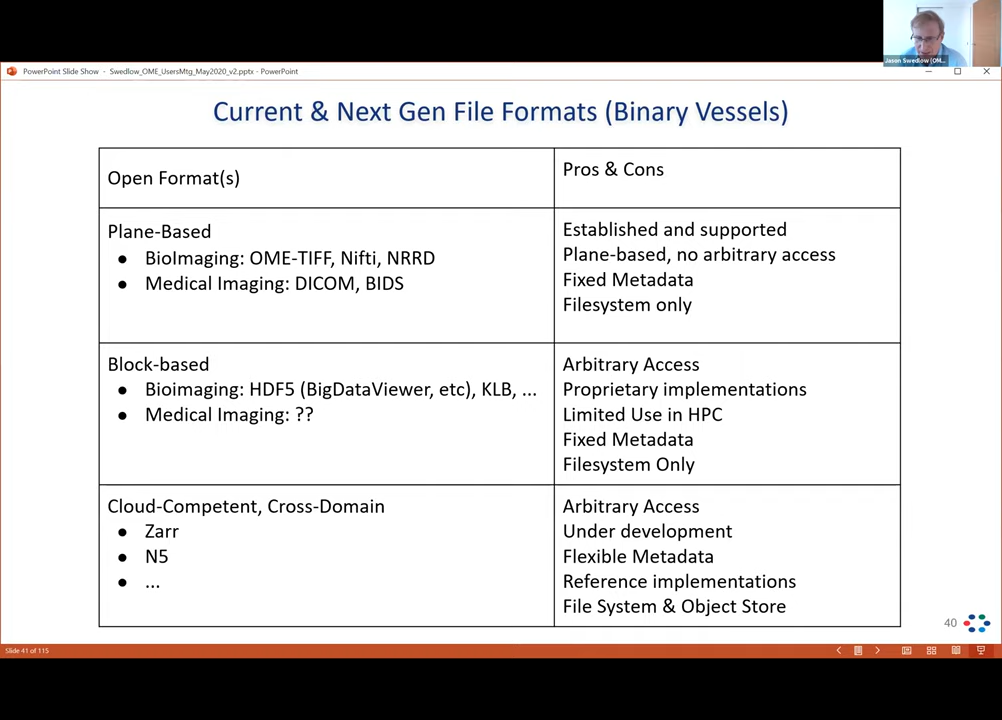 Jason Swedlow (OM...
PowerPoint Slide Show - Swedlow_OME_UsersMtg_May2020_v2.pptx - PowerPoint
Current & Next Gen File Formats (Binary Vessels)
Open Format(s)
Pros & Cons
Plane-Based
● BioImaging: OME-TIFF, Nifti, NRRD
● Medical Imaging: DICOM, BIDS
Established and supported
Plane-based, no arbitrary access
Fixed Metadata
Filesystem only
Block-based
● Bioimaging: HDF5 (BigDataViewer, etc), KLB, ...
● Medical Imaging: ??
Arbitrary Access
Proprietary implementations
Limited Use in HPC
Fixed Metadata
Filesystem Only
Cloud-Competent, Cross-Domain
● Zarr
● N5
● ...
Arbitrary Access
Under development
Flexible Metadata
Reference implementations
File System & Object Store
40
Slide 41 of 115